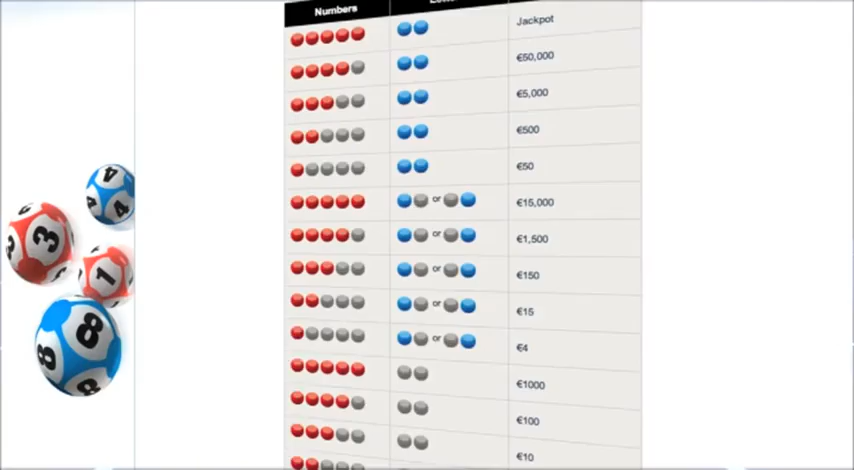 Numbers
Jackpot
€50,000
€5,000
€500
€50
or €15,000
or €1,500
or €150
or €15
or €4
€1000
€100
€10
4
4
3
1
8
8
8